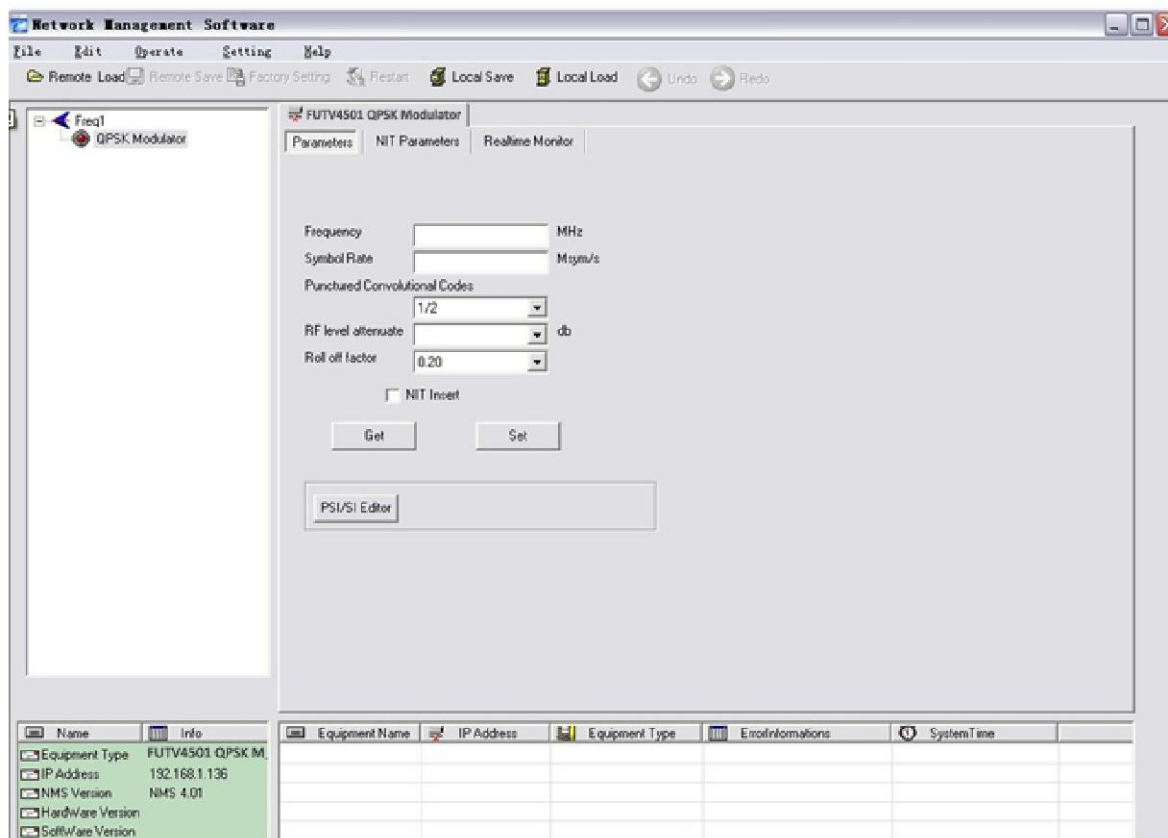 Network Management Software
File Edit Operate Setting Help
Remote Load Remote Save Factory Setting Restart Local Save Local Load Undo Redo
Freq1
QPSK Modulator
FUTV4501 QPSK Modulator
Parameters NIT Parameters Realtime Monitor
Frequency MHz
Symbol Rate Msym/s
Punctured Convolutional Codes
1/2
RF level attenuate db
Roll off factor 0.20
NIT Insert
Get Set
PSI/SI Editor
Name Info
Equipment Type FUTV4501 QPSK M
IP Address 192.168.1.136
NMS Version NMS 4.01
HardWare Version
SoftWare Version
Equipment Name IP Address Equipment Type ErrorInformations SystemTime